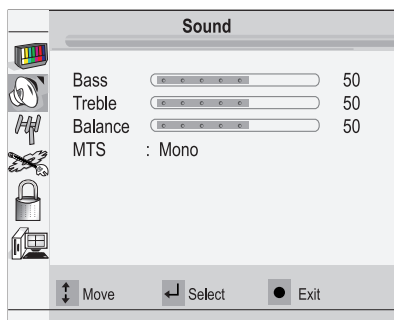 Sound
Bass 50
Treble 50
Balance 50
MTS : Mono
Move Select Exit